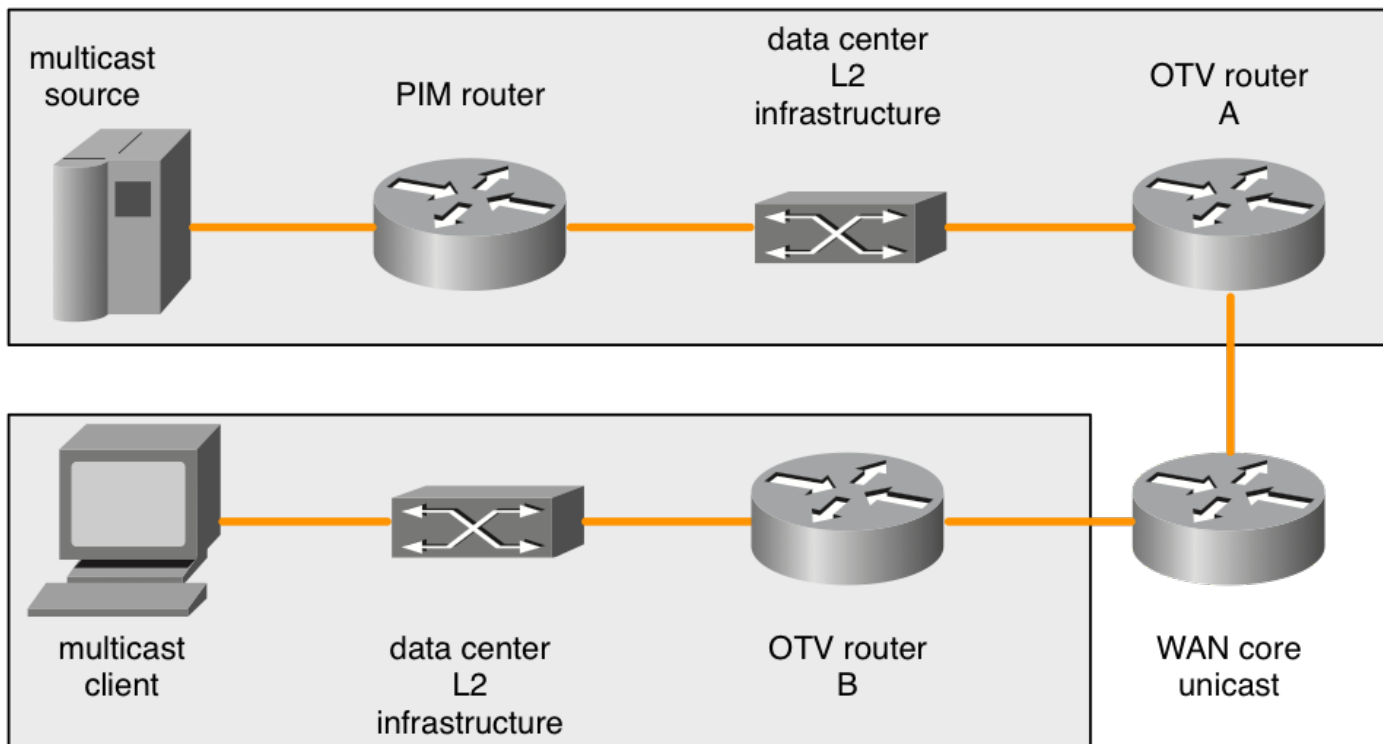 multicast
source
PIM router
data center
L2
infrastructure
OTV router
A
multicast
client
data center
L2
infrastructure
OTV router
B
WAN core
unicast